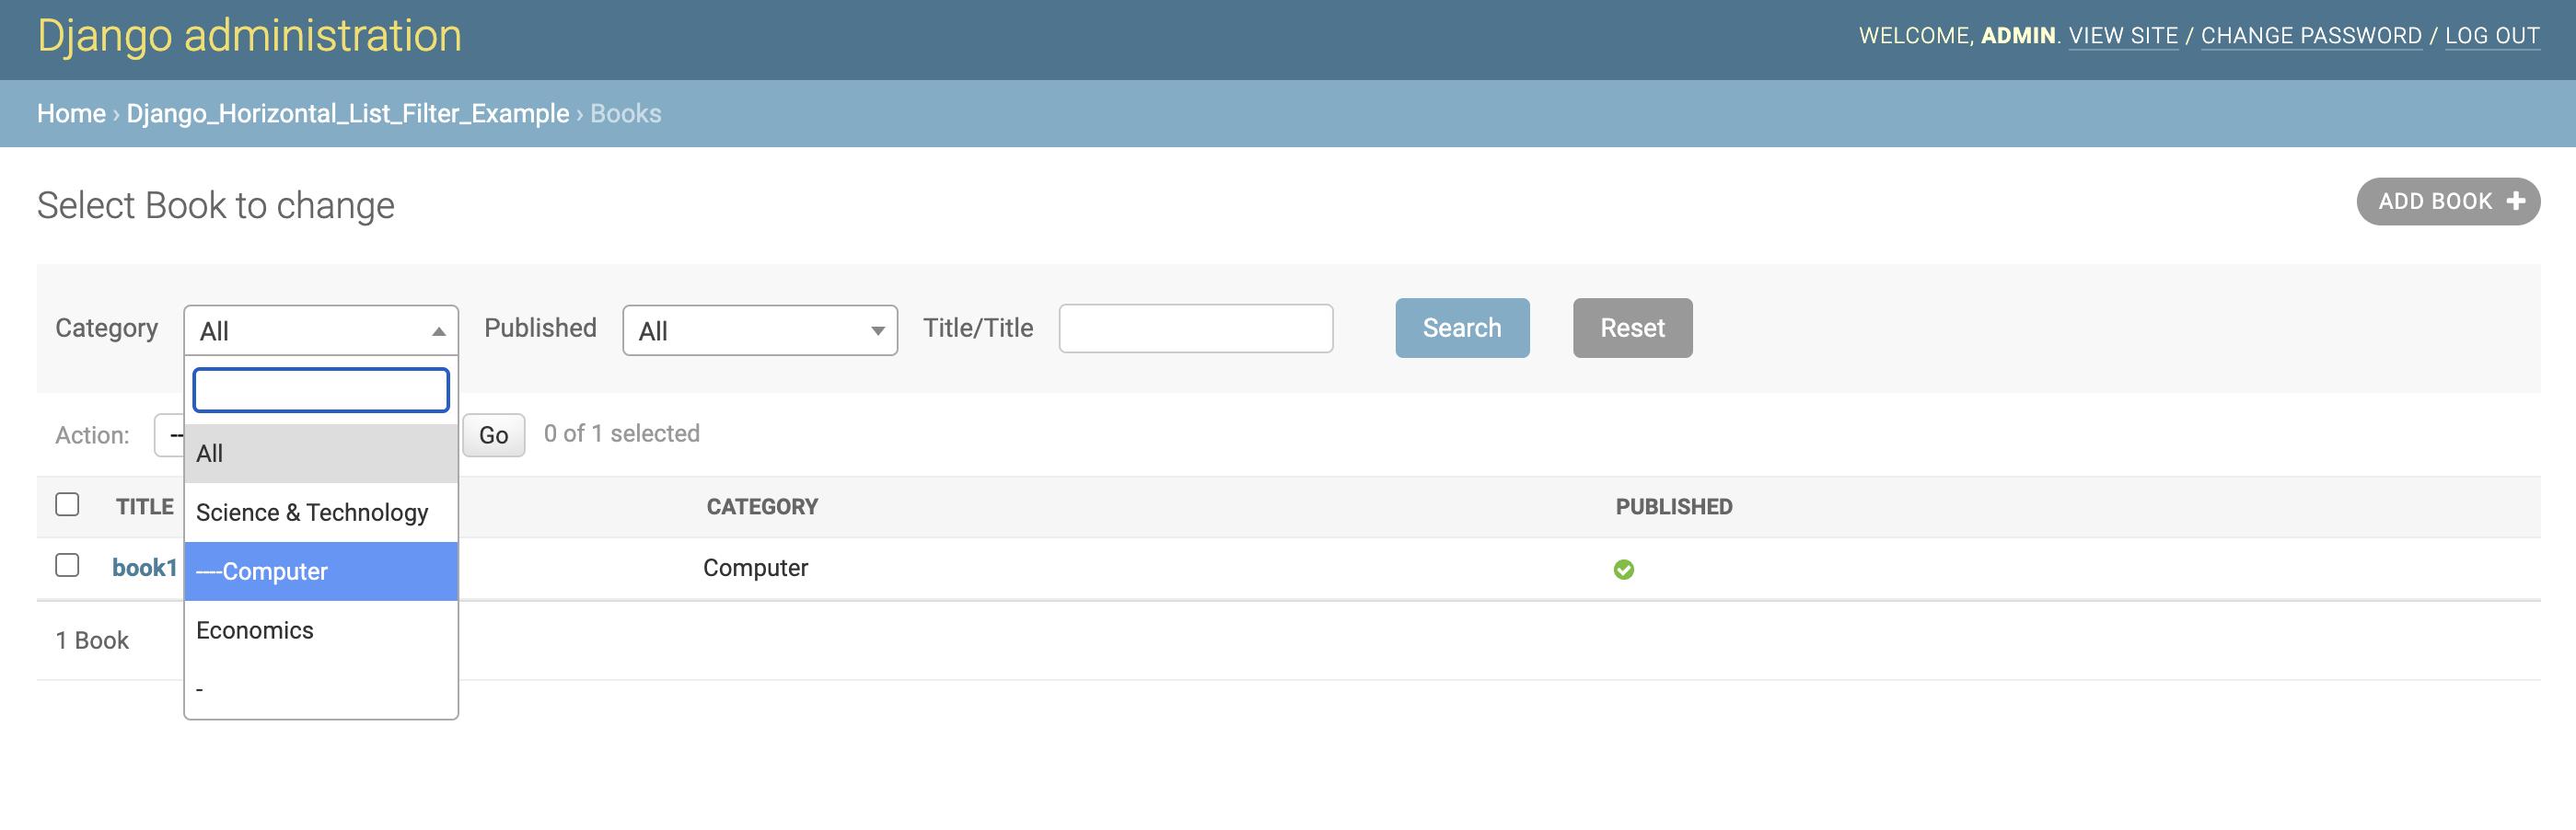 Django administration
WELCOME, ADMIN. VIEW SITE / CHANGE PASSWORD / LOG OUT
Home › Django_Horizontal_List_Filter_Example › Books
Select Book to change
ADD BOOK
Category All Published All Title/Title Search Reset
Action: -- Go 0 of 1 selected
All
Science & Technology
----Computer
Economics
-
TITLE CATEGORY PUBLISHED
book1 Computer
1 Book